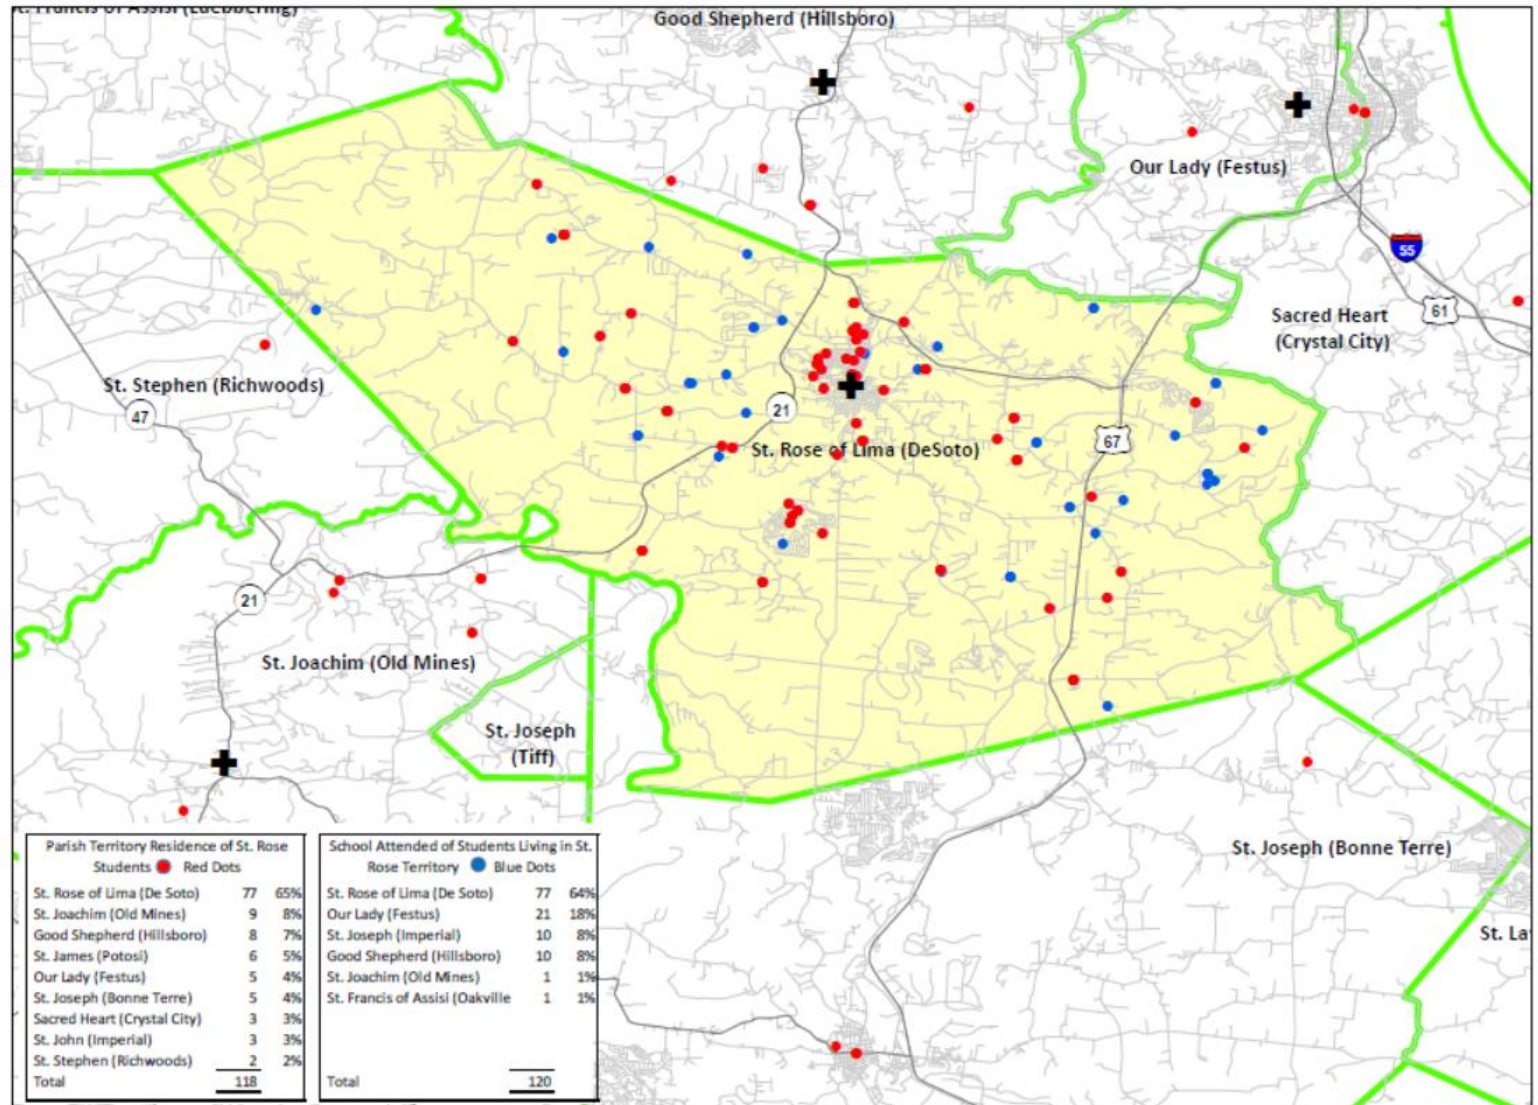 St. Francis of Assisi (Luebbering)
Good Shepherd (Hillsboro)
Our Lady (Festus)
55
Sacred Heart
(Crystal City)
61
St. Stephen (Richwoods)
47
21
67
St. Rose of Lima (DeSoto)
21
St. Joachim (Old Mines)
St. Joseph
(Tiff)
St. Joseph (Bonne Terre)
St. La
Parish Territory Residence of St. Rose
Students Red Dots
St. Rose of Lima (De Soto) 77 65%
St. Joachim (Old Mines) 9 8%
Good Shepherd (Hillsboro) 8 7%
St. James (Potosi) 6 5%
Our Lady (Festus) 5 4%
St. Joseph (Bonne Terre) 5 4%
Sacred Heart (Crystal City) 3 3%
St. John (Imperial) 3 3%
St. Stephen (Richwoods) 2 2%
Total 118
School Attended of Students Living in St.
Rose Territory Blue Dots
St. Rose of Lima (De Soto) 77 64%
Our Lady (Festus) 21 18%
St. Joseph (Imperial) 10 8%
Good Shepherd (Hillsboro) 10 8%
St. Joachim (Old Mines) 1 1%
St. Francis of Assisi (Oakville 1 1%
Total 120